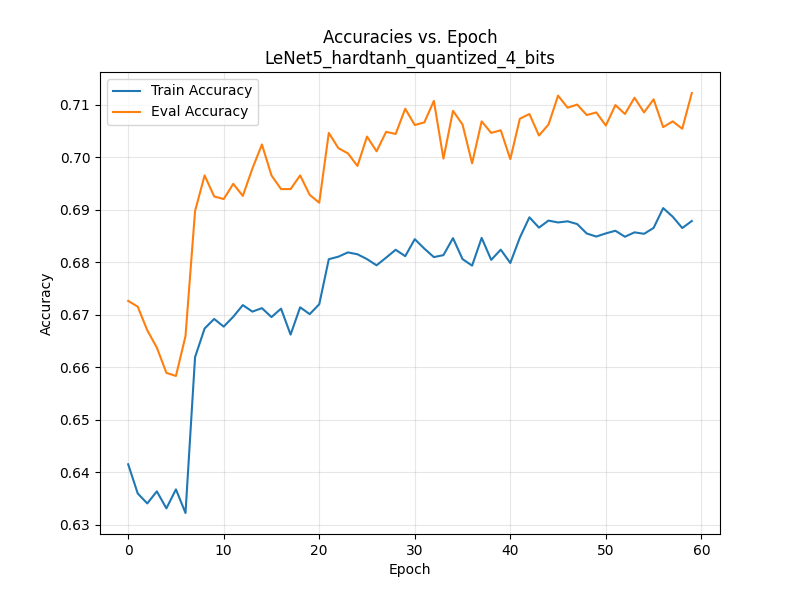 Accuracies vs. Epoch
LeNet5_hardtanh_quantized_4_bits
Train Accuracy
Eval Accuracy
0.71
0.70
0.69
0.68
0.67
0.66
0.65
0.64
0.63
Accuracy
0 10 20 30 40 50 60
Epoch